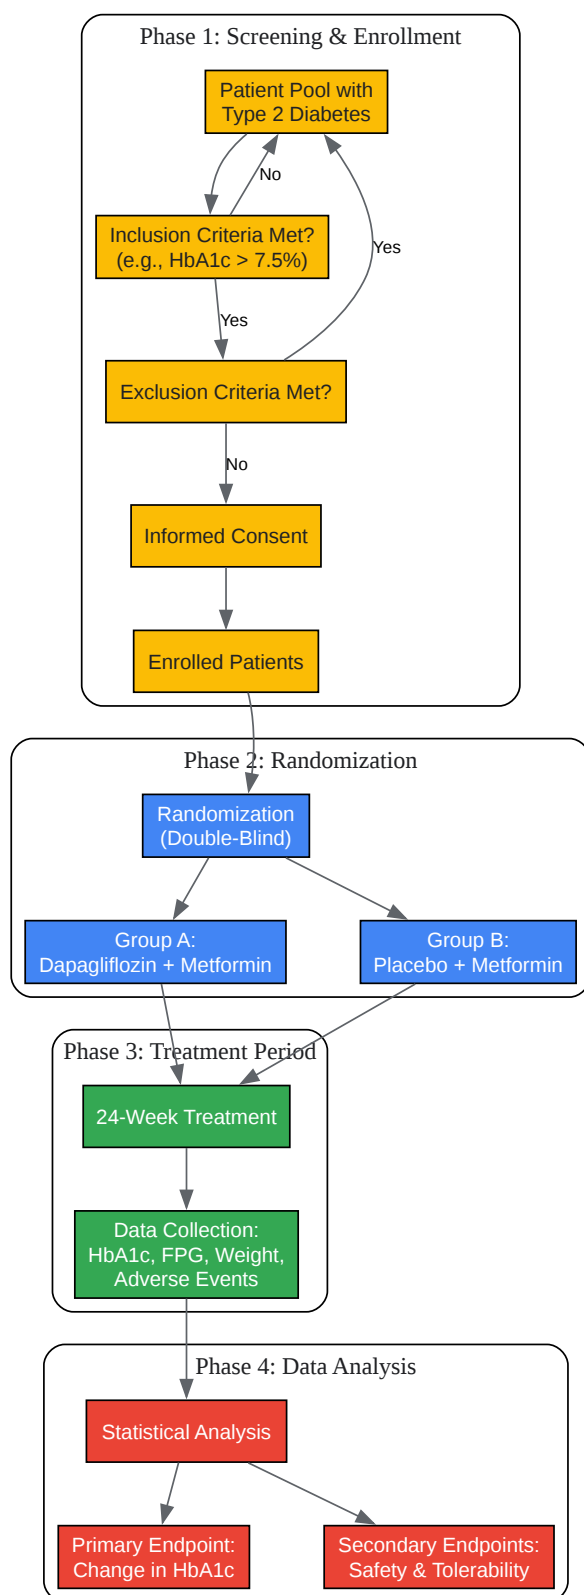 Phase 1: Screening & Enrollment
Patient Pool with
Type 2 Diabetes
No
Inclusion Criteria Met?
(e.g., HbA1c > 7.5%)
Yes
Yes
Exclusion Criteria Met?
No
Informed Consent
Enrolled Patients
Phase 2: Randomization
Randomization
(Double-Blind)
Group A:
Dapagliflozin + Metformin
Group B:
Placebo + Metformin
Phase 3: Treatment Period
24-Week Treatment
Data Collection:
HbA1c, FPG, Weight,
Adverse Events
Phase 4: Data Analysis
Statistical Analysis
Primary Endpoint:
Change in HbA1c
Secondary Endpoints:
Safety & Tolerability